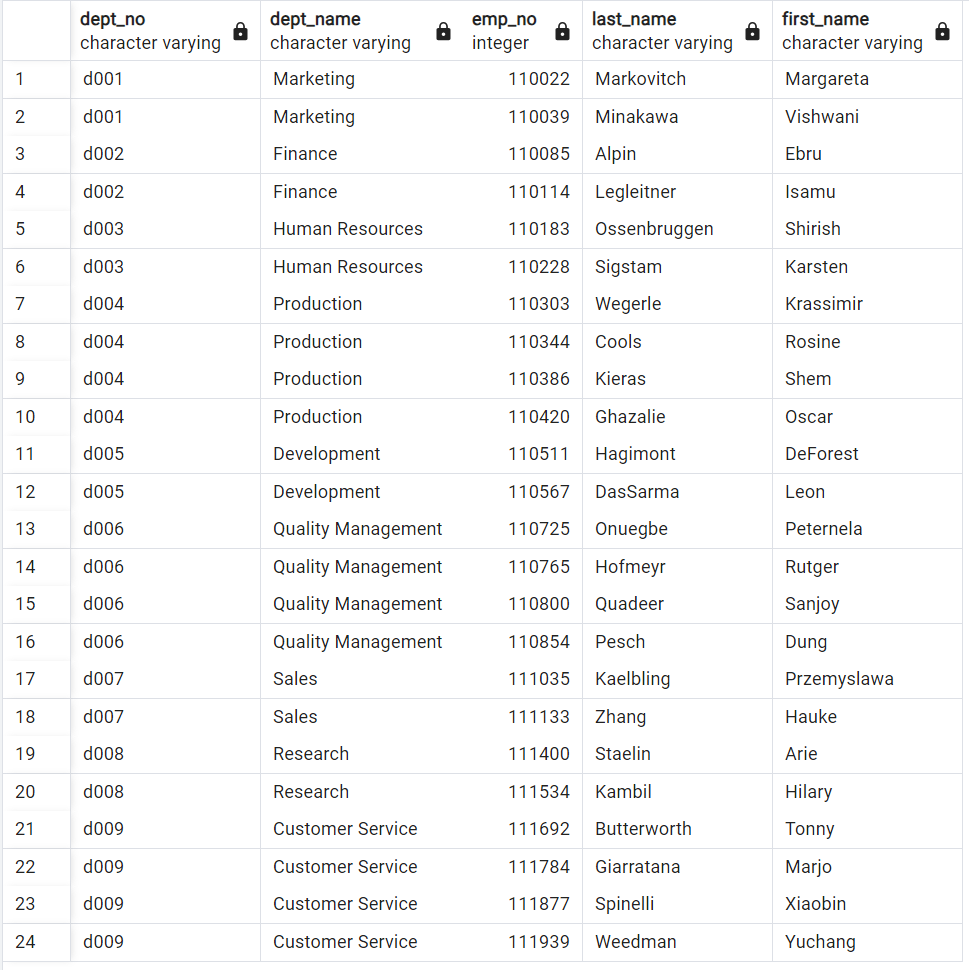 dept_no dept_name emp_no last_name first_name
character varying character varying integer character varying character varying
1 d001 Marketing 110022 Markovitch Margareta
2 d001 Marketing 110039 Minakawa Vishwani
3 d002 Finance 110085 Alpin Ebru
4 d002 Finance 110114 Legleitner Isamu
5 d003 Human Resources 110183 Ossenbruggen Shirish
6 d003 Human Resources 110228 Sigstam Karsten
7 d004 Production 110303 Wegerle Krassimir
8 d004 Production 110344 Cools Rosine
9 d004 Production 110386 Kieras Shem
10 d004 Production 110420 Ghazalie Oscar
11 d005 Development 110511 Hagimont DeForest
12 d005 Development 110567 DasSarma Leon
13 d006 Quality Management 110725 Onuegbe Peternela
14 d006 Quality Management 110765 Hofmeyr Rutger
15 d006 Quality Management 110800 Quadeer Sanjoy
16 d006 Quality Management 110854 Pesch Dung
17 d007 Sales 111035 Kaelbling Przemyslawa
18 d007 Sales 111133 Zhang Hauke
19 d008 Research 111400 Staelin Arie
20 d008 Research 111534 Kambil Hilary
21 d009 Customer Service 111692 Butterworth Tonny
22 d009 Customer Service 111784 Giarratana Marjo
23 d009 Customer Service 111877 Spinelli Xiaobin
24 d009 Customer Service 111939 Weedman Yuchang